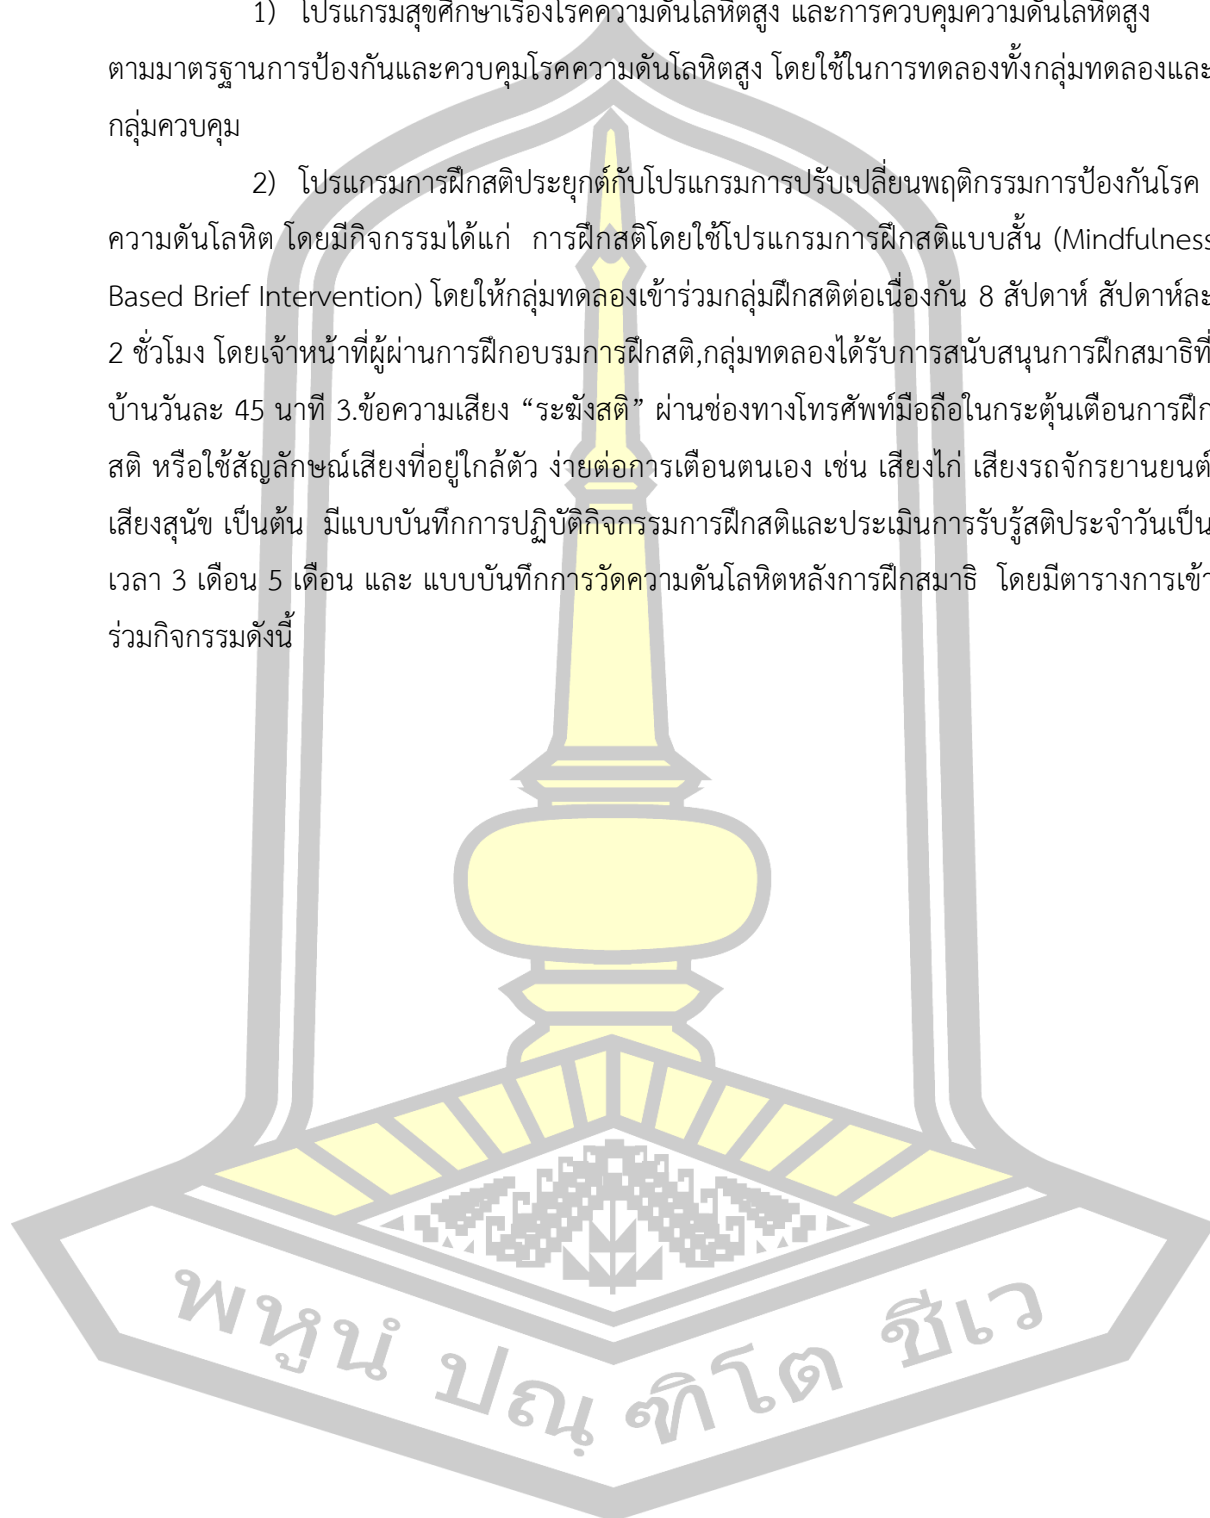 1) โปรแกรมสุขศึกษาเรื่องโรคความดันโลหิตสูง และการควบคุมความดันโลหิตสูง
ตามมาตรฐานการป้องกันและควบคุมโรคความดันโลหิตสูง โดยใช้ในการทดลองทั้งกลุ่มทดลองและ
กลุ่มควบคุม
2) โปรแกรมการฝึกสติประยุกต์กับโปรแกรมการปรับเปลี่ยนพฤติกรรมการป้องกันโรค
ความดันโลหิต โดยมีกิจกรรมได้แก่ การฝึกสติโดยใช้โปรแกรมการฝึกสติแบบสั้น (Mindfulness
Based Brief Intervention) โดยให้กลุ่มทดลองเข้าร่วมกลุ่มฝึกสติต่อเนื่องกัน 8 สัปดาห์ สัปดาห์ละ
2 ชั่วโมง โดยเจ้าหน้าที่ผู้ผ่านการฝึกอบรมการฝึกสติ,กลุ่มทดลองได้รับการสนับสนุนการฝึกสมาธิที่
บ้านวันละ 45 นาที 3.ข้อความเสียง “ระฆังสติ” ผ่านช่องทางโทรศัพท์มือถือในกระตุ้นเตือนการฝึก
สติ หรือใช้สัญลักษณ์เสียงที่อยู่ใกล้ตัว ง่ายต่อการเตือนตนเอง เช่น เสียงไก่ เสียงรถจักรยานยนต์
เสียงสุนัข เป็นต้น มีแบบบันทึกการปฏิบัติกิจกรรมการฝึกสติและประเมินการรับรู้สติประจำวันเป็น
เวลา 3 เดือน 5 เดือน และ แบบบันทึกการวัดความดันโลหิตหลังการฝึกสมาธิ โดยมีตารางการเข้า
ร่วมกิจกรรมดังนี้
พหูนํ ปณฺฑิโต ชีเว